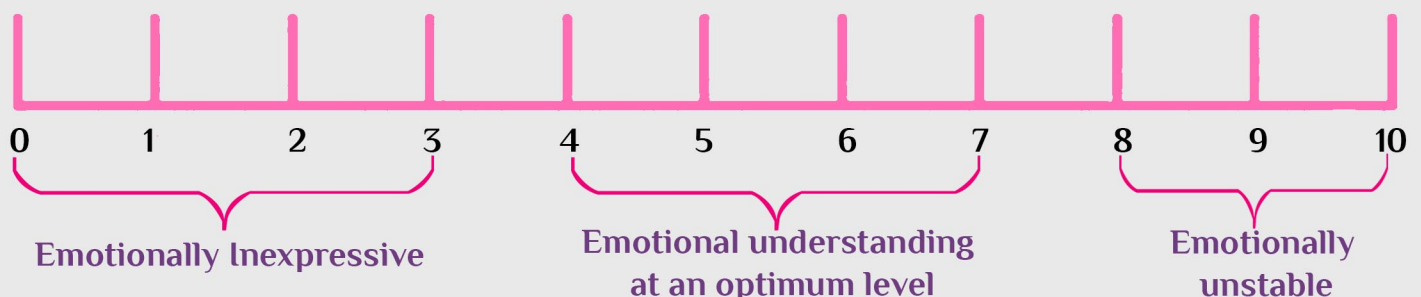 0 1 2 3 4 5 6 7 8 9 10
Emotionally Inexpressive
Emotional understanding
at an optimum level
Emotionally
unstable